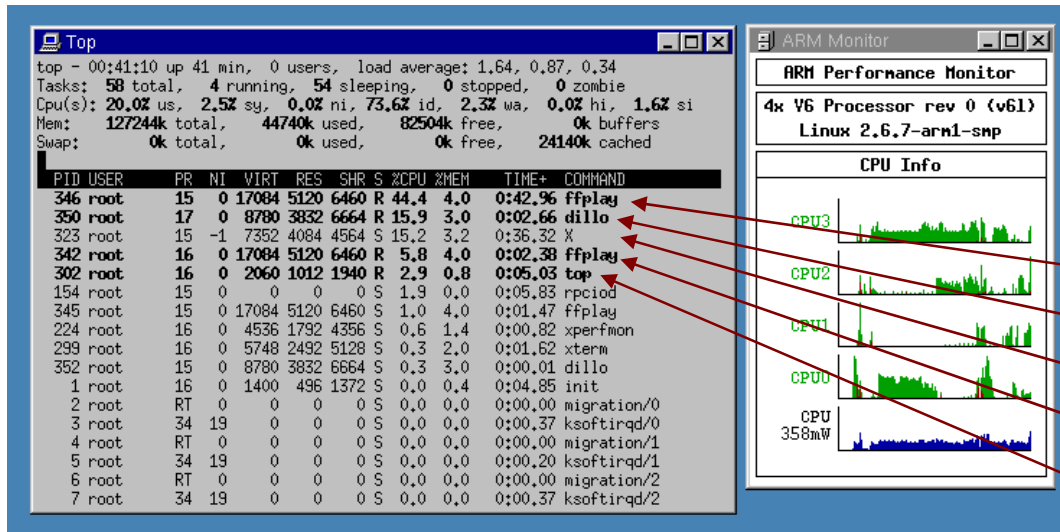 Top
top - 00:41:10 up 41 min, 0 users, load average: 1.64, 0.87, 0.34
Tasks: 58 total, 4 running, 54 sleeping, 0 stopped, 0 zombie
Cpu(s): 20.0% us, 2.5% sy, 0.0% ni, 73.6% id, 2.3% wa, 0.0% hi, 1.6% si
Mem: 127244k total, 44740k used, 82504k free, 0k buffers
Swap: 0k total, 0k used, 0k free, 24140k cached
PID USER PR NI VIRT RES SHR S %CPU %MEM TIME+ COMMAND
346 root 15 0 17084 5120 6460 R 44.4 4.0 0:42.96 ffplay
350 root 17 0 8780 3832 6664 R 15.9 3.0 0:02.66 dillo
323 root 15 -1 7352 4084 4564 S 15.2 3.2 0:36.32 X
342 root 16 0 17084 5120 6460 R 5.8 4.0 0:02.38 ffplay
302 root 16 0 2060 1012 1940 R 2.9 0.8 0:05.03 top
154 root 15 0 0 0 0 S 1.9 0.0 0:05.83 rpciod
345 root 15 0 17084 5120 6460 S 1.0 4.0 0:01.47 ffplay
224 root 16 0 4536 1792 4356 S 0.6 1.4 0:00.82 xperfmon
299 root 16 0 5748 2492 5128 S 0.3 2.0 0:01.62 xterm
352 root 15 0 8780 3832 6664 S 0.3 3.0 0:00.01 dillo
1 root 16 0 1400 496 1372 S 0.0 0.4 0:04.85 init
2 root RT 0 0 0 0 S 0.0 0.0 0:00.00 migration/0
3 root 34 19 0 0 0 S 0.0 0.0 0:00.37 ksoftirqd/0
4 root RT 0 0 0 0 S 0.0 0.0 0:00.00 migration/1
5 root 34 19 0 0 0 S 0.0 0.0 0:00.20 ksoftirqd/1
6 root RT 0 0 0 0 S 0.0 0.0 0:00.00 migration/2
7 root 34 19 0 0 0 S 0.0 0.0 0:00.37 ksoftirqd/2
ARM Monitor
ARM Performance Monitor
4x V6 Processor rev 0 (v6l)
Linux 2.6.7-arm1-smp
CPU Info
CPU3
CPU2
CPU1
CPU0
CPU
358mW